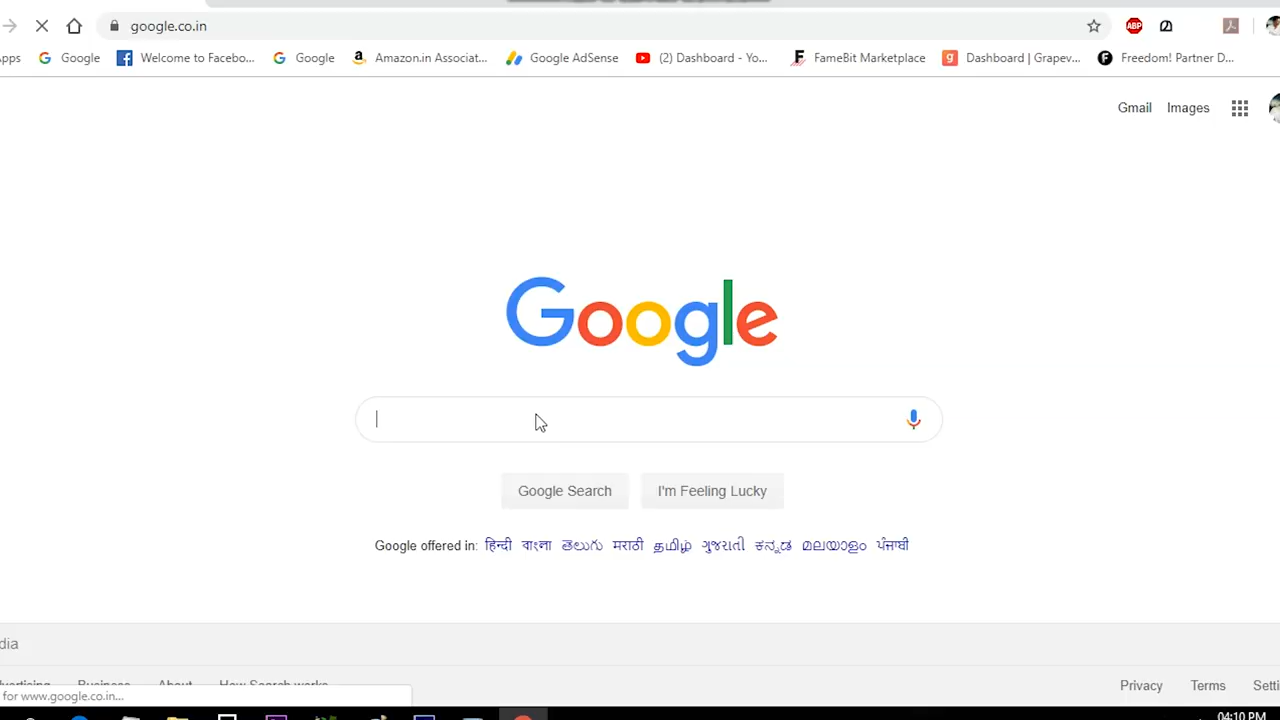 google.co.in
ABP
pps Google Welcome to Facebo... Google Amazon.in Associat... Google AdSense (2) Dashboard - Yo... FameBit Marketplace Dashboard | Grapev... Freedom! Partner D...
Gmail Images
Google
Google Search I'm Feeling Lucky
Google offered in: हिन्दी বাংলা తెలుగు मराठी தமிழ் ગુજરાતી ಕನ್ನಡ മലയാളം ਪੰਜਾਬੀ
dia
vertising Business About How Search works Privacy Terms Setti
for www.google.co.in...
04:10 PM